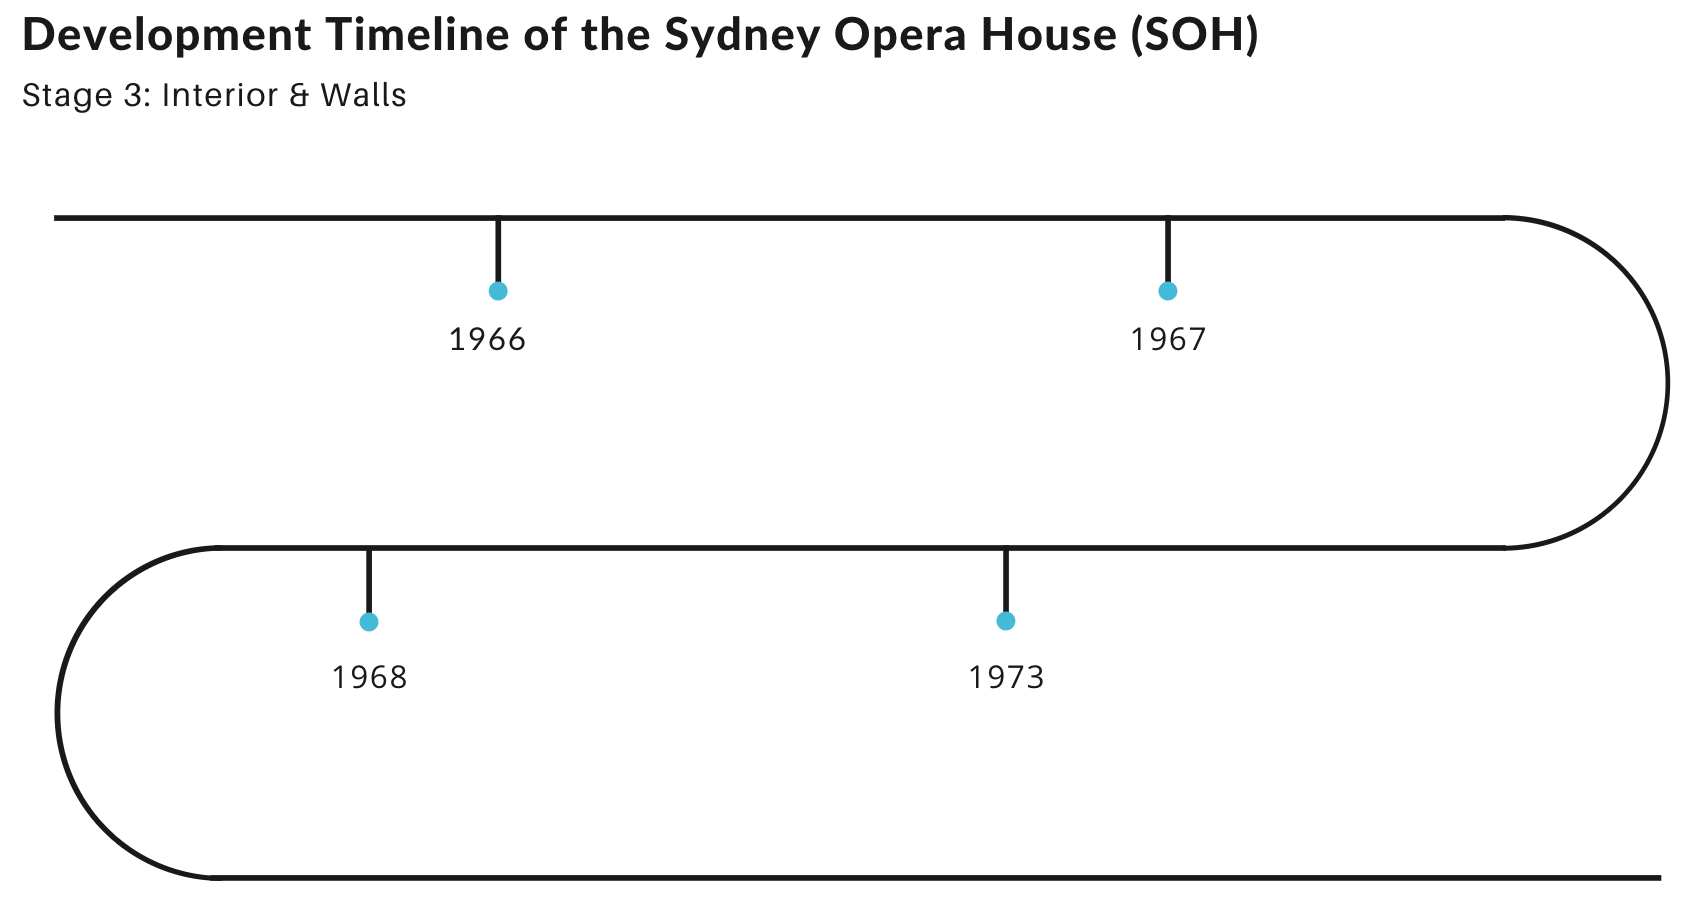 Development Timeline of the Sydney Opera House (SOH)
Stage 3: Interior & Walls
1966
1967
1968
1973